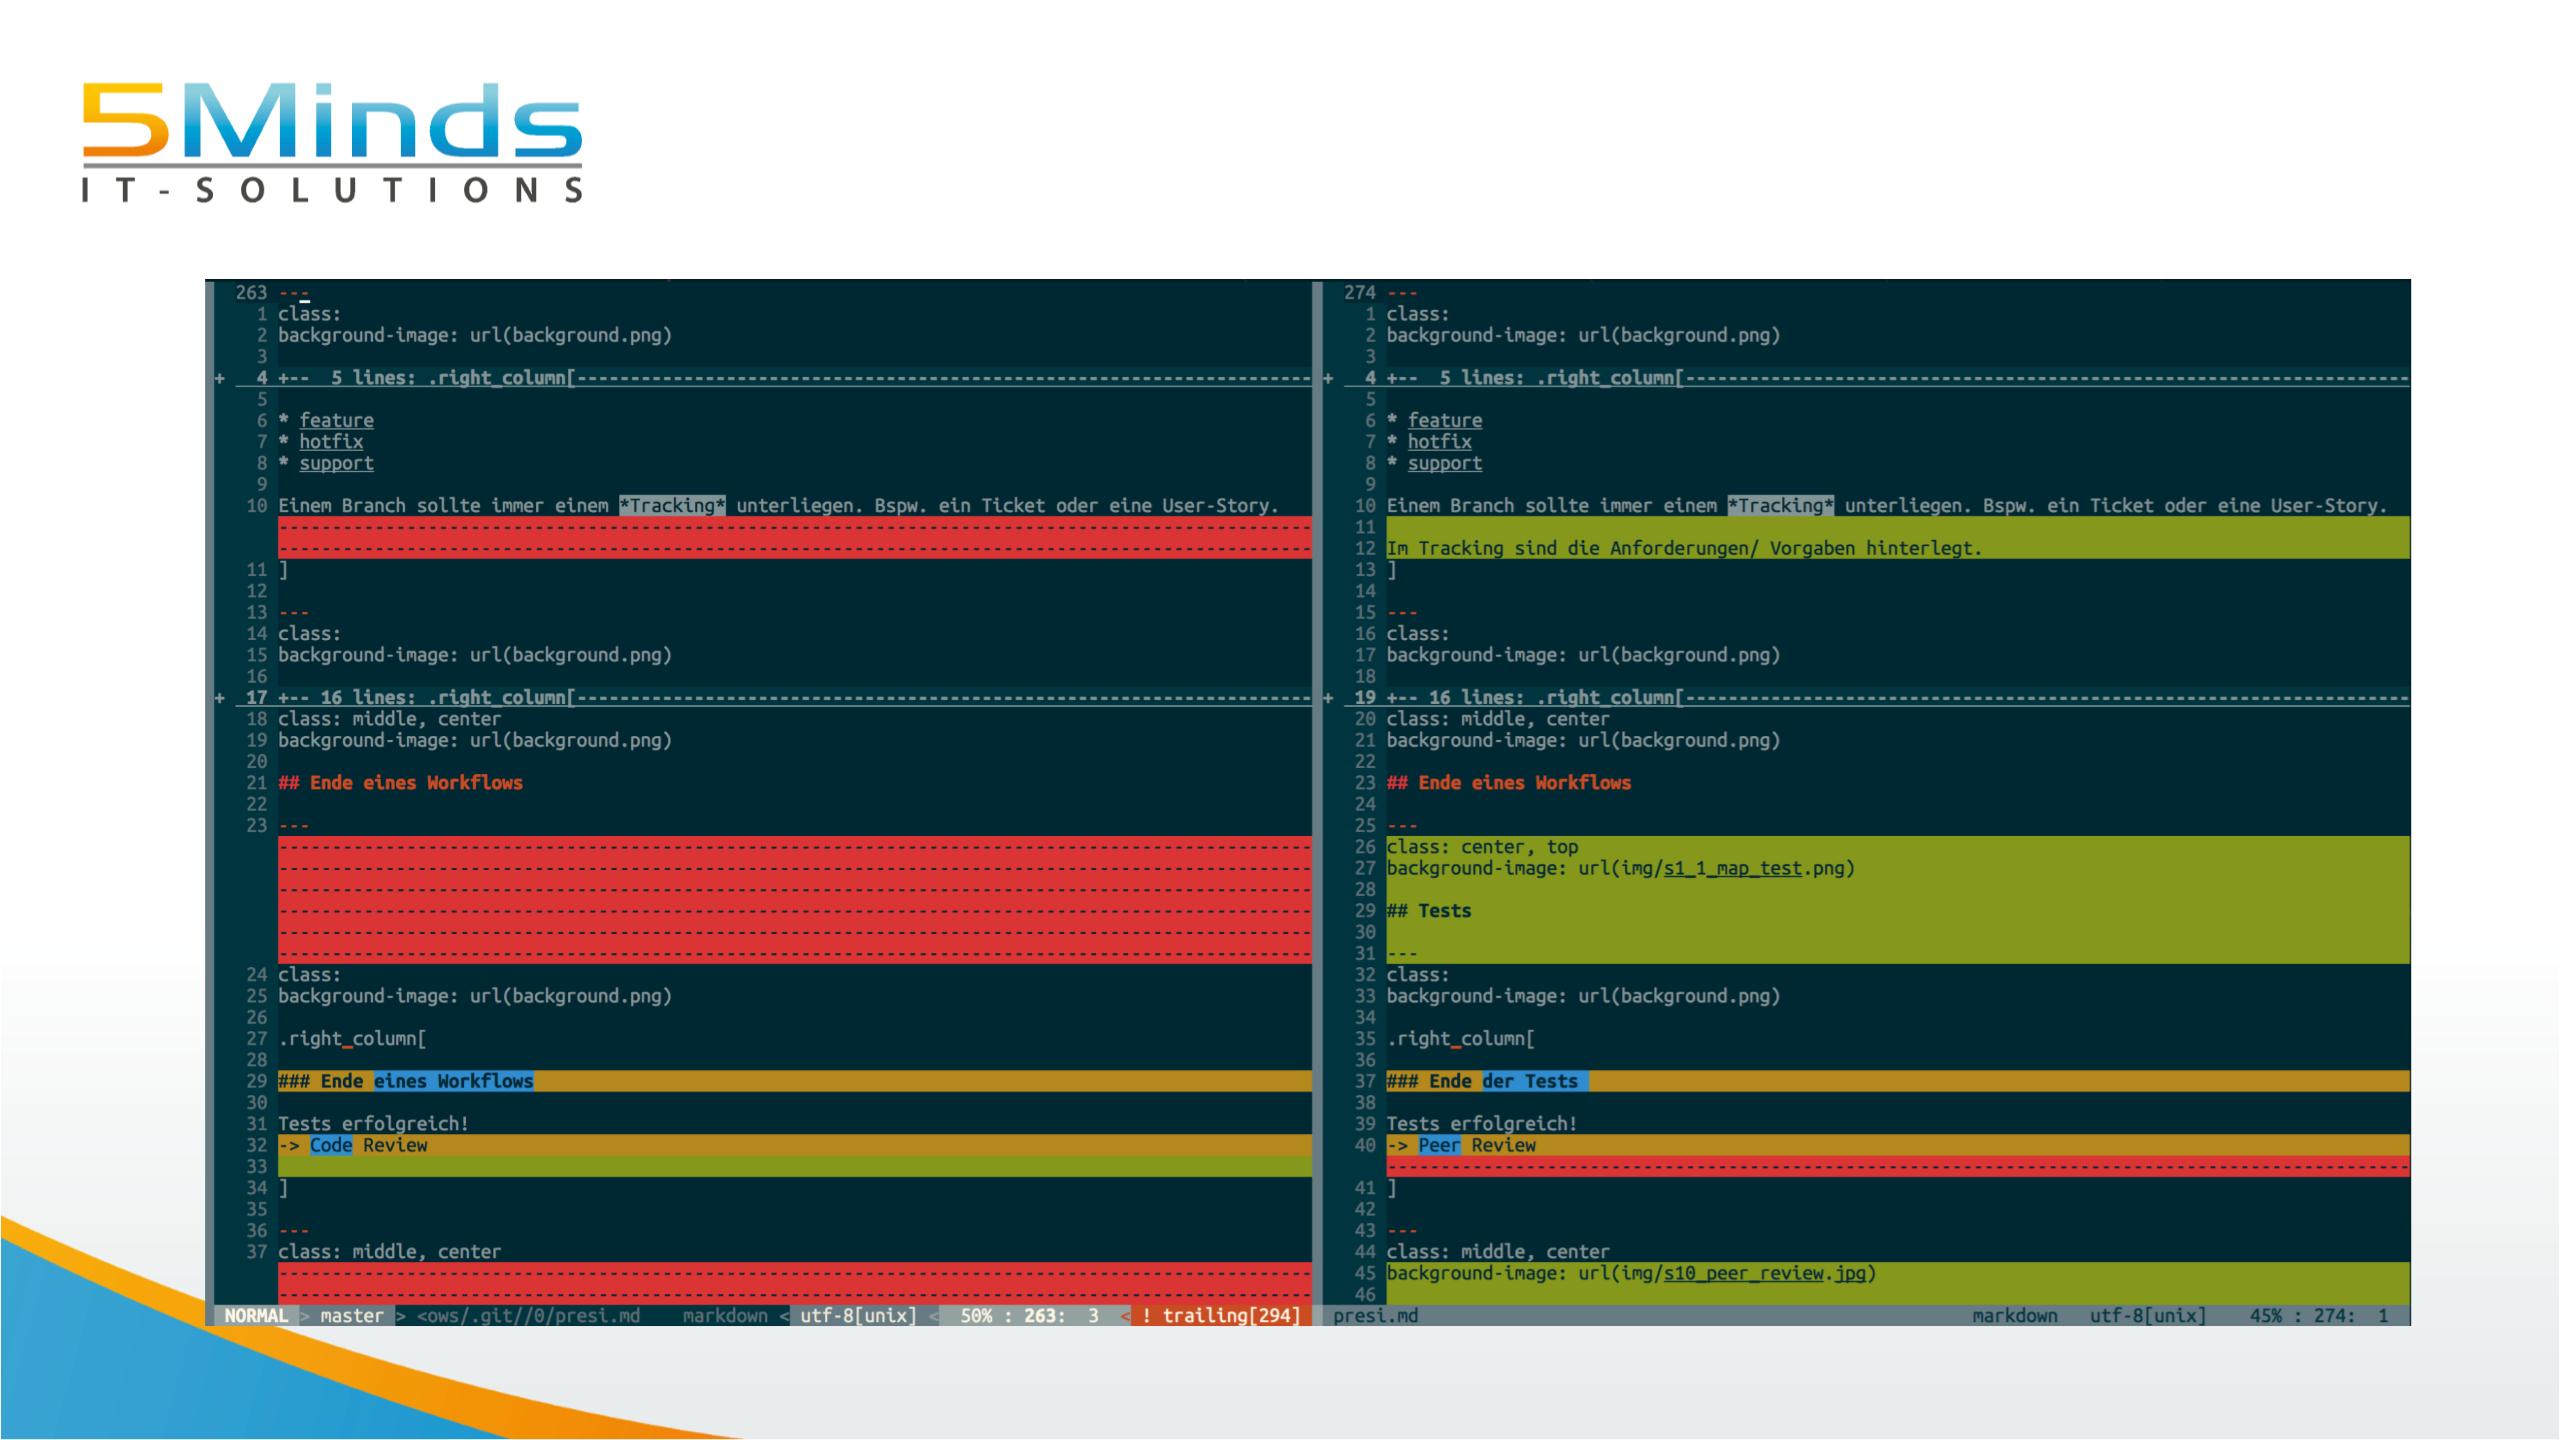 5Minds
IT-SOLUTIONS
263 ---
1 class:
2 background-image: url(background.png)
3
+ 4 +-- 5 lines: .right_column[---
5
6 * feature
7 * hotfix
8 * support
9
10 Einem Branch sollte immer einem *Tracking* unterliegen. Bspw. ein Ticket oder eine User-Story.
11 ]
12
13 ---
14 class:
15 background-image: url(background.png)
16
+ 17 +-- 16 lines: .right_column[---
18 class: middle, center
19 background-image: url(background.png)
20
21 ## Ende eines Workflows
22
23 ---
24 class:
25 background-image: url(background.png)
26
27 .right_column[
28
29 ### Ende eines Workflows
30
31 Tests erfolgreich!
32 -> Code Review
33
34 ]
35
36 ---
37 class: middle, center
NORMAL > master > <ows/.git//0/presi.md markdown < utf-8[unix] < 50% : 263: 3 < ! trailing[294]
274 ---
1 class:
2 background-image: url(background.png)
3
+ 4 +-- 5 lines: .right_column[---
5
6 * feature
7 * hotfix
8 * support
9
10 Einem Branch sollte immer einem *Tracking* unterliegen. Bspw. ein Ticket oder eine User-Story.
11
12 Im Tracking sind die Anforderungen/ Vorgaben hinterlegt.
13 ]
14
15 ---
16 class:
17 background-image: url(background.png)
18
+ 19 +-- 16 lines: .right_column[---
20 class: middle, center
21 background-image: url(background.png)
22
23 ## Ende eines Workflows
24
25 ---
26 class: center, top
27 background-image: url(img/s1_1_map_test.png)
28
29 ## Tests
30
31 ---
32 class:
33 background-image: url(background.png)
34
35 .right_column[
36
37 ### Ende der Tests
38
39 Tests erfolgreich!
40 -> Peer Review
41 ]
42
43 ---
44 class: middle, center
45 background-image: url(img/s10_peer_review.jpg)
46
presi.md markdown utf-8[unix] 45% : 274: 1